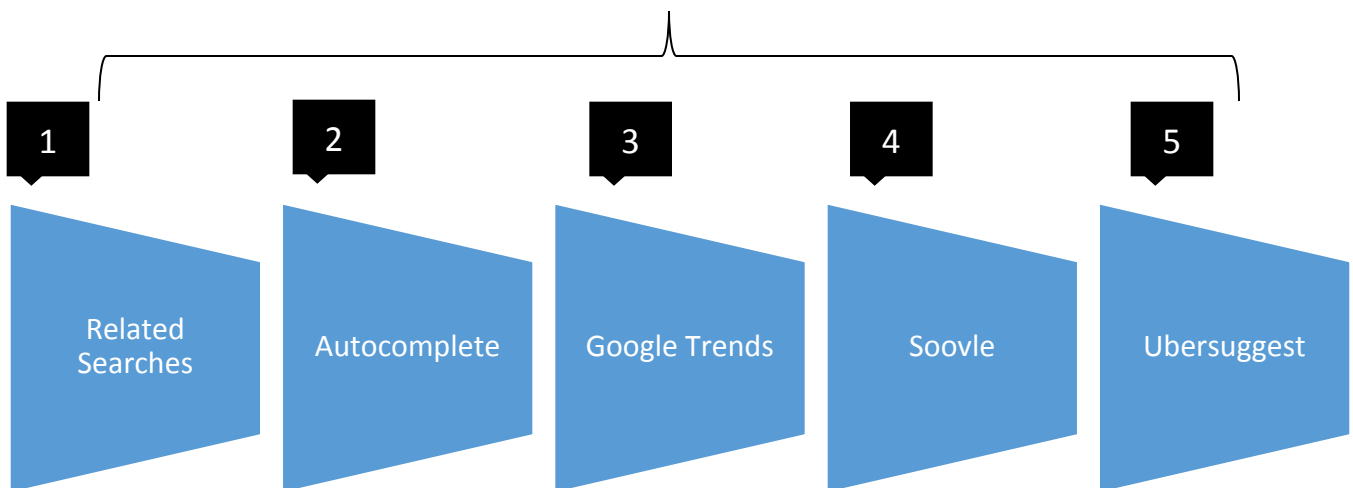 1
2
3
4
5
Related
Searches
Autocomplete
Google Trends
Soovle
Ubersuggest